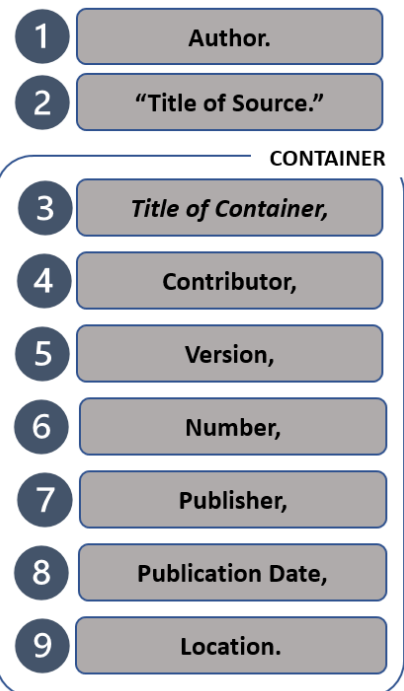 1 Author.
2 “Title of Source.”
CONTAINER
3 Title of Container,
4 Contributor,
5 Version,
6 Number,
7 Publisher,
8 Publication Date,
9 Location.